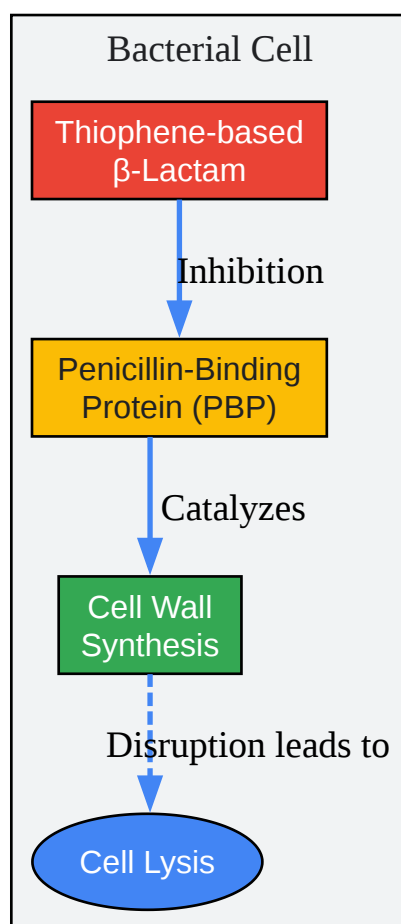 Bacterial Cell
Thiophene-based
β-Lactam
Inhibition
Penicillin-Binding
Protein (PBP)
Catalyzes
Cell Wall
Synthesis
Disruption leads to
Cell Lysis